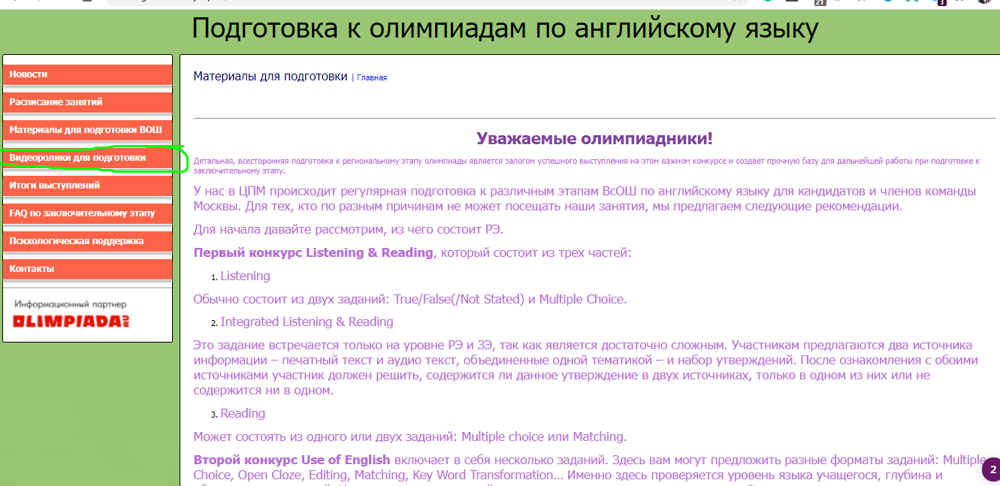 21
3
Подготовка к олимпиадам по английскому языку
Новости
Расписание занятий
Материалы для подготовки ВОШ
Видеоролики для подготовки
Итоги выступлений
FAQ по заключительному этапу
Психологическая поддержка
Контакты
Информационный партнер
OLIMPIADA.RU
Материалы для подготовки | Главная
Уважаемые олимпиадники!
Детальная, всесторонняя подготовка к региональному этапу олимпиады является залогом успешного выступления на этом важном конкурсе и создает прочную базу для дальнейшей работы при подготовке к
заключительному этапу.
У нас в ЦПМ происходит регулярная подготовка к различным этапам ВсОШ по английскому языку для кандидатов и членов команды
Москвы. Для тех, кто по разным причинам не может посещать наши занятия, мы предлагаем следующие рекомендации.
Для начала давайте рассмотрим, из чего состоит РЭ.
Первый конкурс Listening & Reading, который состоит из трех частей:
1. Listening
Обычно состоит из двух заданий: True/False(/Not Stated) и Multiple Choice.
2. Integrated Listening & Reading
Это задание встречается только на уровне РЭ и ЗЭ, так как является достаточно сложным. Участникам предлагаются два источника
информации – печатный текст и аудио текст, объединенные одной тематикой – и набор утверждений. После ознакомления с обоими
источниками участник должен решить, содержится ли данное утверждение в двух источниках, только в одном из них или не
содержится ни в одном.
3. Reading
Может состоять из одного или двух заданий: Multiple choice или Matching.
Второй конкурс Use of English включает в себя несколько заданий. Здесь вам могут предложить разные форматы заданий: Multiple
Choice, Open Cloze, Editing, Matching, Key Word Transformation... Именно здесь проверяется уровень языка учащегося, глубина и
2